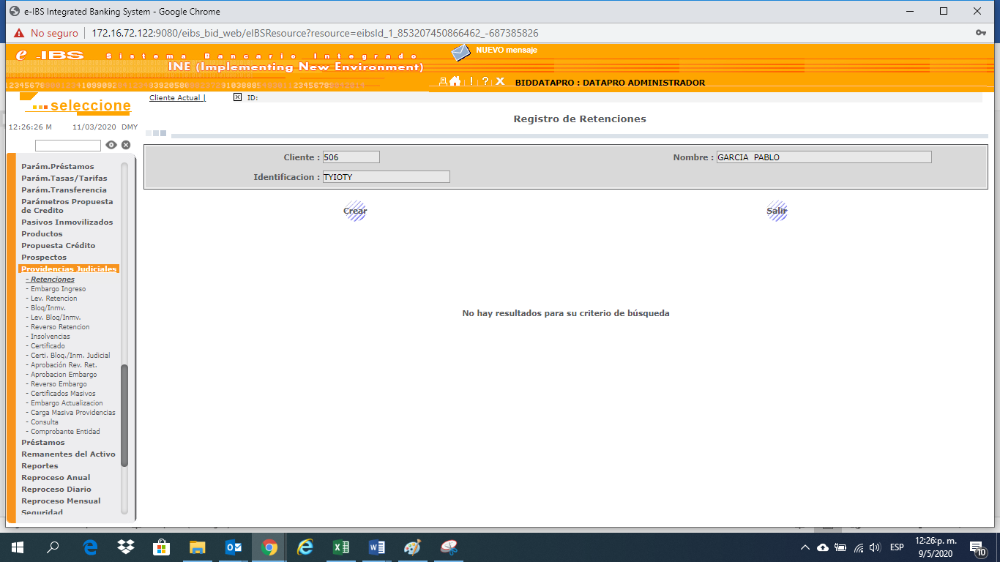 e-IBS Integrated Banking System - Google Chrome
No seguro | 172.16.72.122:9080/eibs_bid_web/eIBSResource?resource=eibsId_1_853207450866462_-687385826
e -IBS Sistema Bancario Integrado
NUEVO mensaje
INE (Implementing New Environment)
! ? X BIDDATAPRO : DATAPRO ADMINISTRADOR
Cliente Actual | ID:
...seleccione
Registro de Retenciones
12:26:26 M 11/03/2020 DMY
Cliente : 506 Nombre : GARCIA PABLO
Identificacion : TYIOTY
Crear Salir
No hay resultados para su criterio de búsqueda
Parám.Préstamos
Parám.Tasas/Tarifas
Parám.Transferencia
Parámetros Propuesta
de Credito
Pasivos Inmovilizados
Productos
Propuesta Crédito
Prospectos
Providencias Judiciales
- Retenciones
- Embargo Ingreso
- Lev. Retencion
- Bloq/Inmv.
- Lev. Bloq/Inmv.
- Reverso Retencion
- Insolvencias
- Certificado
- Certi. Bloq./Inm. Judicial
- Aprobación Rev. Ret.
- Aprobacion Embargo
- Reverso Embargo
- Certificados Masivos
- Embargo Actualizacion
- Carga Masiva Providencias
- Consulta
- Comprobante Entidad
Préstamos
Remanentes del Activo
Reportes
Reproceso Anual
Reproceso Diario
Reproceso Mensual
Seguridad
ESP
12:26:p. m.
9/5/2020
10